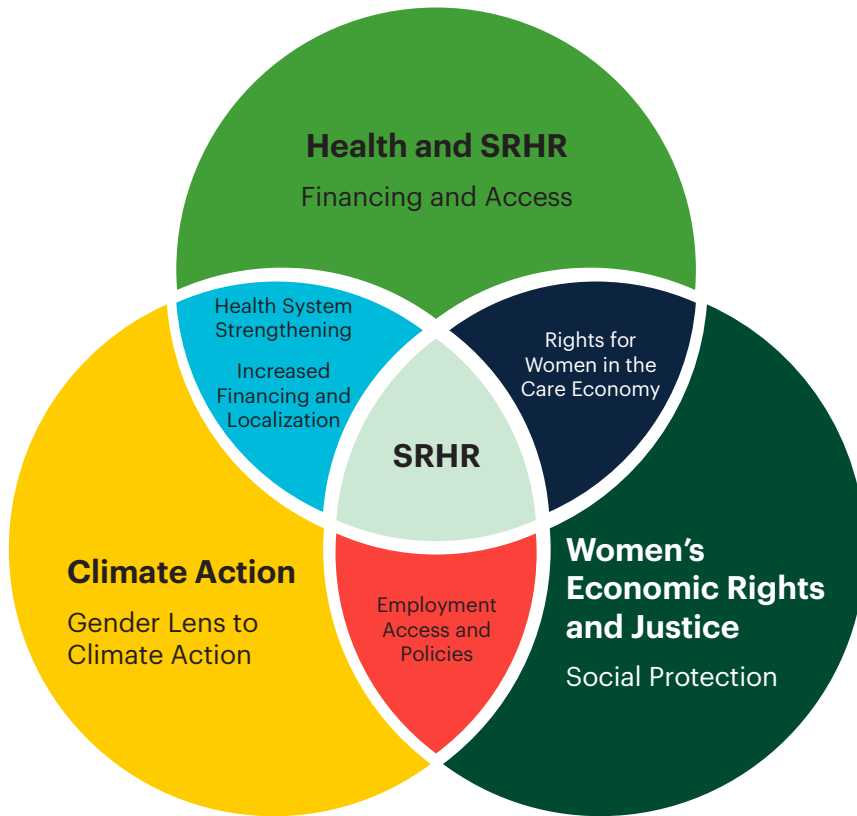 Health and SRHR
Financing and Access
Health System
Strengthening
Increased
Financing and
Localization
Rights for
Women in the
Care Economy
SRHR
Climate Action
Gender Lens to
Climate Action
Employment
Access and
Policies
Women’s
Economic Rights
and Justice
Social Protection